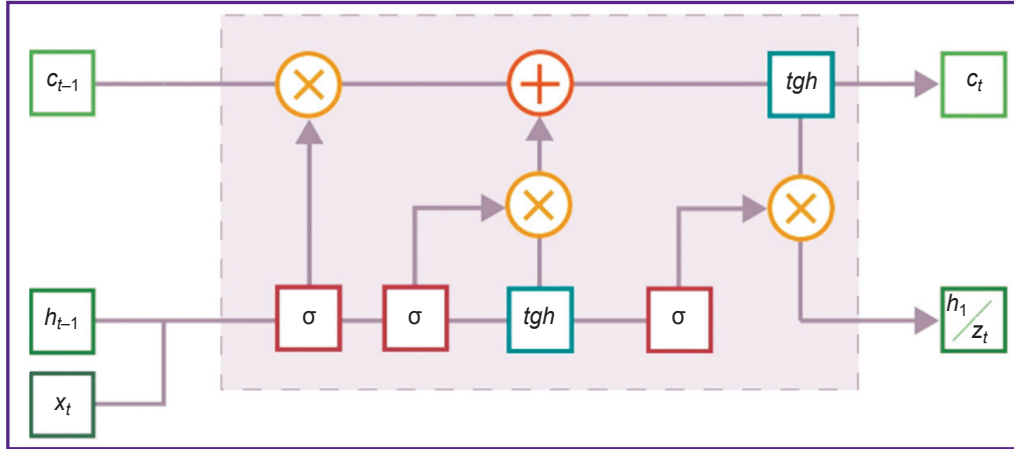 c_{t–1}
tgh
c_t
h_{t–1}
σ
σ
tgh
σ
h_1/z_t
x_t